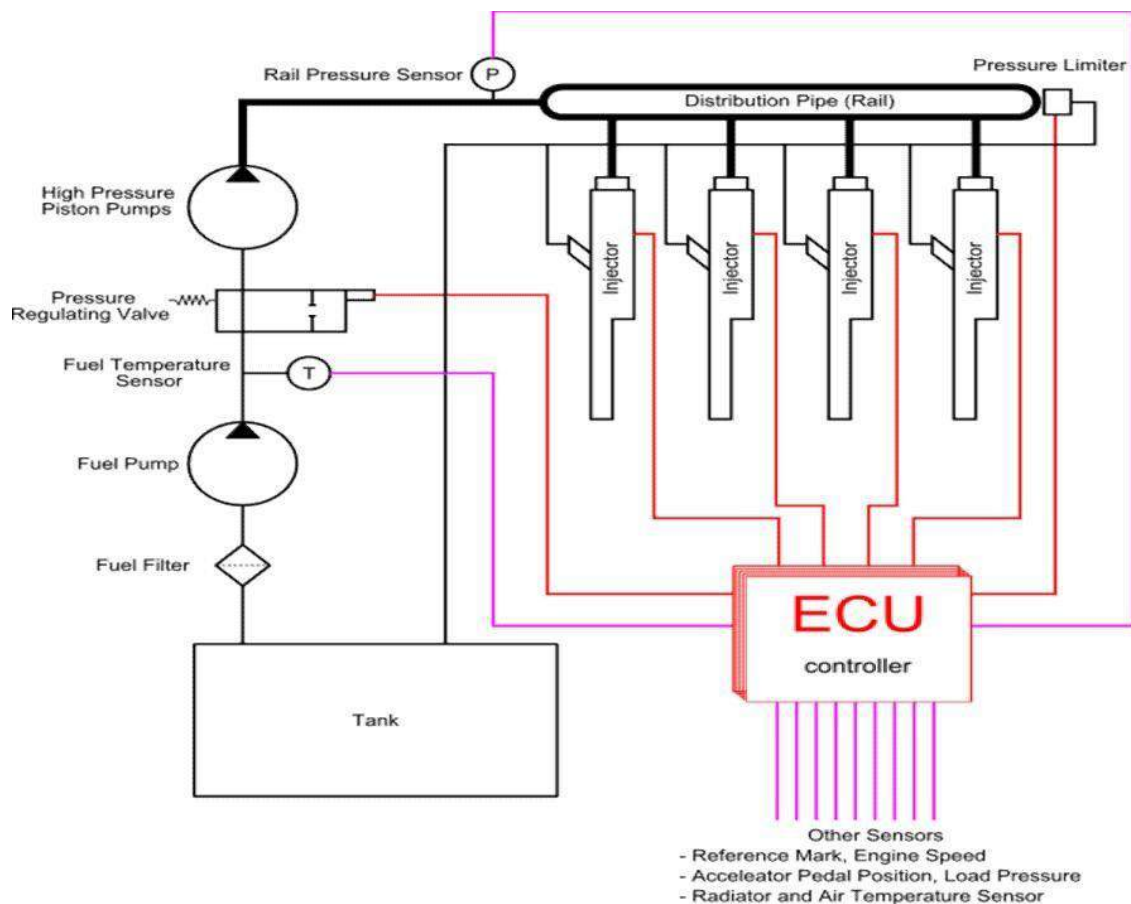 Rail Pressure Sensor
P
Pressure Limiter
Distribution Pipe (Rail)
High Pressure
Piston Pumps
Injector
Injector
Injector
Injector
Pressure
Regulating Valve
Fuel Temperature
Sensor
T
Fuel Pump
Fuel Filter
ECU
controller
Tank
Other Sensors
- Reference Mark, Engine Speed
- Acceleator Pedal Position, Load Pressure
- Radiator and Air Temperature Sensor